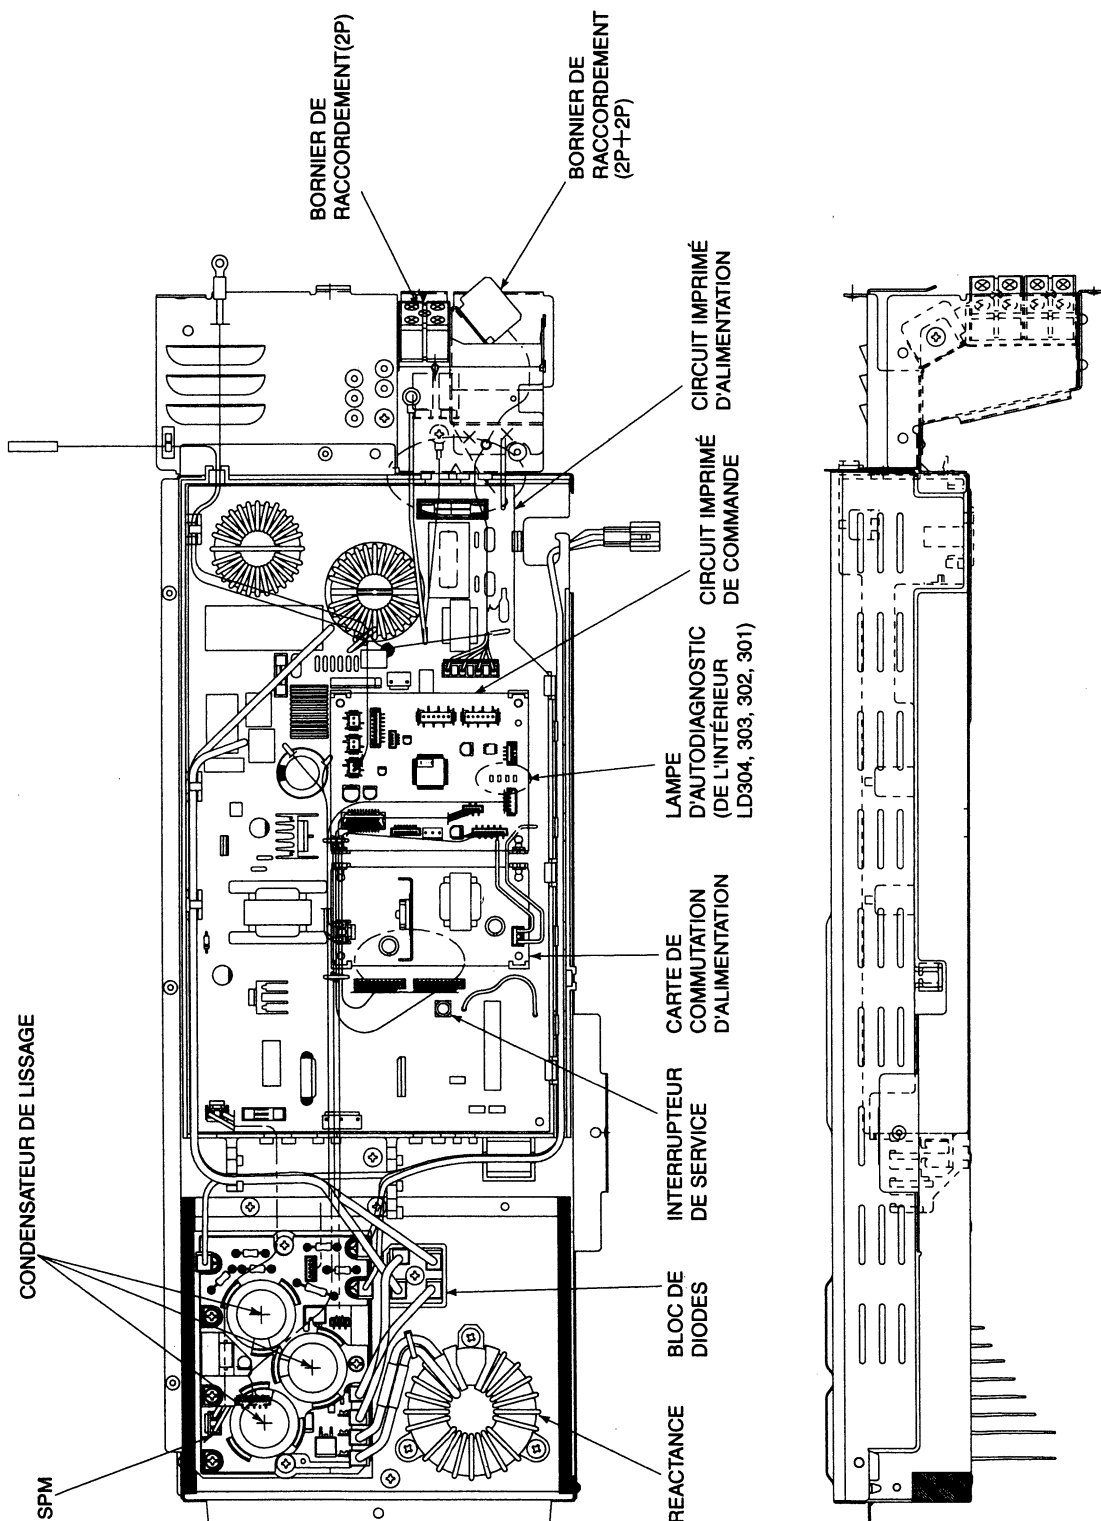 SPM
CONDENSATEUR DE LISSAGE
BORNIER DE
RACCORDEMENT(2P)
BORNIER DE
RACCORDEMENT
(2P+2P)
REACTANCE
BLOC DE
DIODES
INTERRUPTEUR
DE SERVICE
CARTE DE
COMMUTATION
D'ALIMENTATION
LAMPE
D'AUTODIAGNOSTIC
(DE L'INTÉRIEUR
LD304, 303, 302, 301)
CIRCUIT IMPRIMÉ
DE COMMANDE
CIRCUIT IMPRIMÉ
D'ALIMENTATION